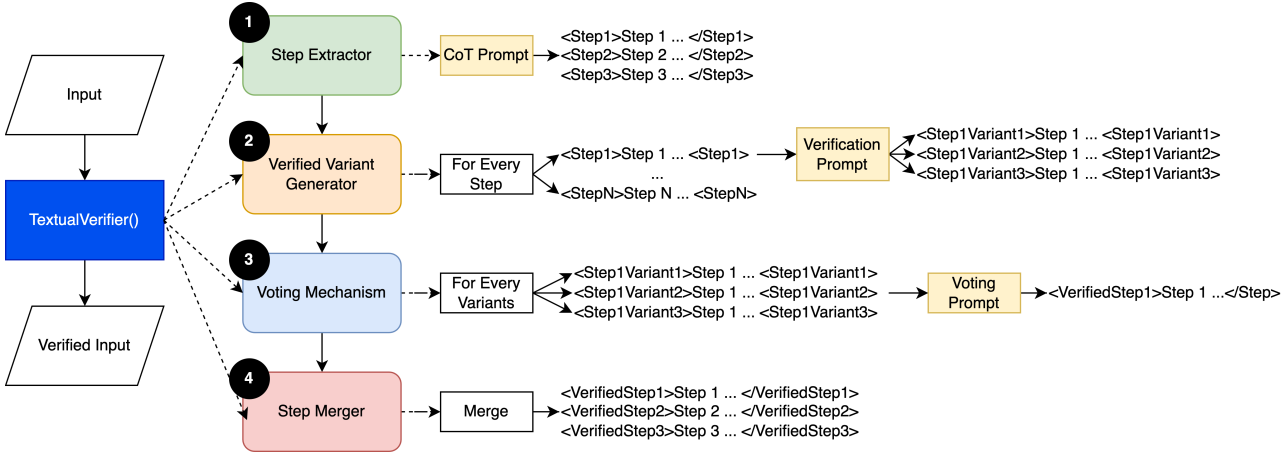 Input
TextualVerifier()
Verified Input
1
Step Extractor
CoT Prompt
<Step1>Step 1 ... </Step1>
<Step2>Step 2 ... </Step2>
<Step3>Step 3 ... </Step3>
2
Verified Variant
Generator
For Every
Step
<Step1>Step 1 ... <Step1>
...
<StepN>Step N ... <StepN>
Verification
Prompt
<Step1Variant1>Step 1 ... <Step1Variant1>
<Step1Variant2>Step 1 ... <Step1Variant2>
<Step1Variant3>Step 1 ... <Step1Variant3>
3
Voting Mechanism
For Every
Variants
<Step1Variant1>Step 1 ... <Step1Variant1>
<Step1Variant2>Step 1 ... <Step1Variant2>
<Step1Variant3>Step 1 ... <Step1Variant3>
Voting
Prompt
<VerifiedStep1>Step 1 ...</Step>
4
Step Merger
Merge
<VerifiedStep1>Step 1 ... </VerifiedStep1>
<VerifiedStep2>Step 2 ... </VerifiedStep2>
<VerifiedStep3>Step 3 ... </VerifiedStep3>